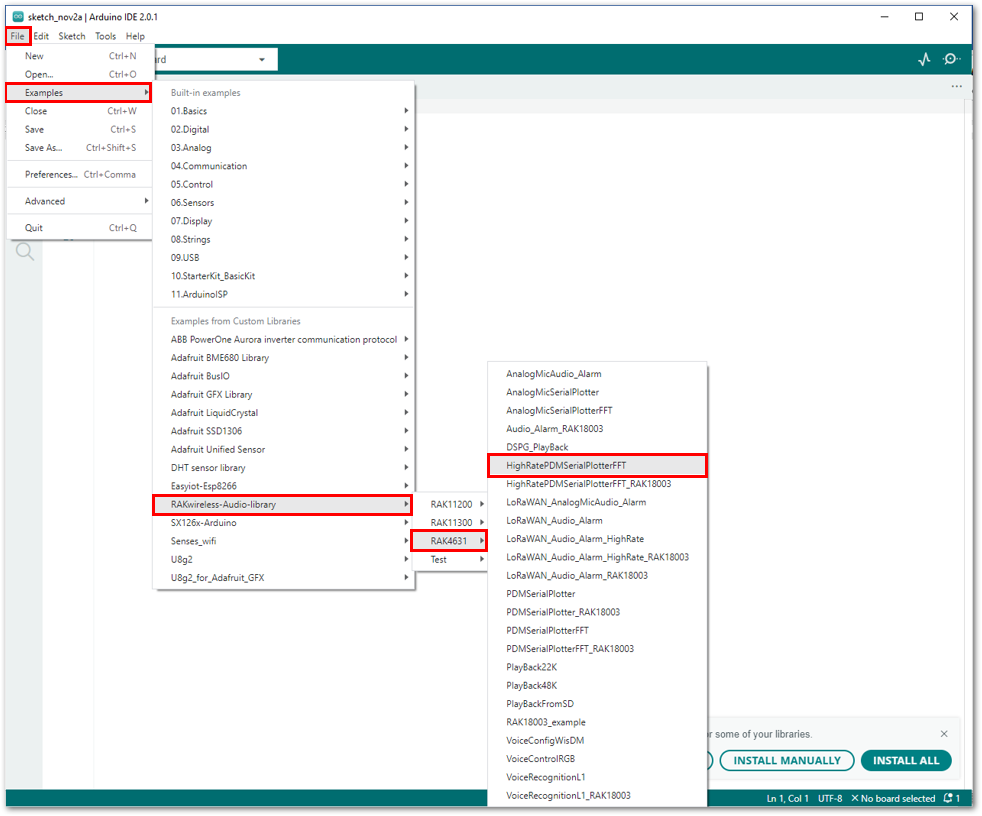 sketch_nov2a | Arduino IDE 2.0.1
File Edit Sketch Tools Help
New Ctrl+N
Open... Ctrl+O
Examples
Close Ctrl+W
Save Ctrl+S
Save As... Ctrl+Shift+S
Preferences... Ctrl+Comma
Advanced
Quit Ctrl+Q
Built-in examples
01.Basics
02.Digital
03.Analog
04.Communication
05.Control
06.Sensors
07.Display
08.Strings
09.USB
10.StarterKit_BasicKit
11.ArduinoISP
Examples from Custom Libraries
ABB PowerOne Aurora inverter communication protocol
Adafruit BME680 Library
Adafruit BusIO
Adafruit GFX Library
Adafruit LiquidCrystal
Adafruit SSD1306
Adafruit Unified Sensor
DHT sensor library
Easyiot-Esp8266
RAKwireless-Audio-library
SX126x-Arduino
Senses_wifi
U8g2
U8g2_for_Adafruit_GFX
RAK11200
RAK11300
RAK4631
Test
AnalogMicAudio_Alarm
AnalogMicSerialPlotter
AnalogMicSerialPlotterFFT
Audio_Alarm_RAK18003
DSPG_PlayBack
HighRatePDMSerialPlotterFFT
HighRatePDMSerialPlotterFFT_RAK18003
LoRaWAN_AnalogMicAudio_Alarm
LoRaWAN_Audio_Alarm
LoRaWAN_Audio_Alarm_HighRate
LoRaWAN_Audio_Alarm_HighRate_RAK18003
LoRaWAN_Audio_Alarm_RAK18003
PDMSerialPlotter
PDMSerialPlotter_RAK18003
PDMSerialPlotterFFT
PDMSerialPlotterFFT_RAK18003
PlayBack22K
PlayBack48K
PlayBackFromSD
RAK18003_example
VoiceConfigWisDM
VoiceControlRGB
VoiceRecognitionL1
VoiceRecognitionL1_RAK18003
some of your libraries.
INSTALL MANUALLY INSTALL ALL
Ln 1, Col 1 UTF-8 No board selected 1